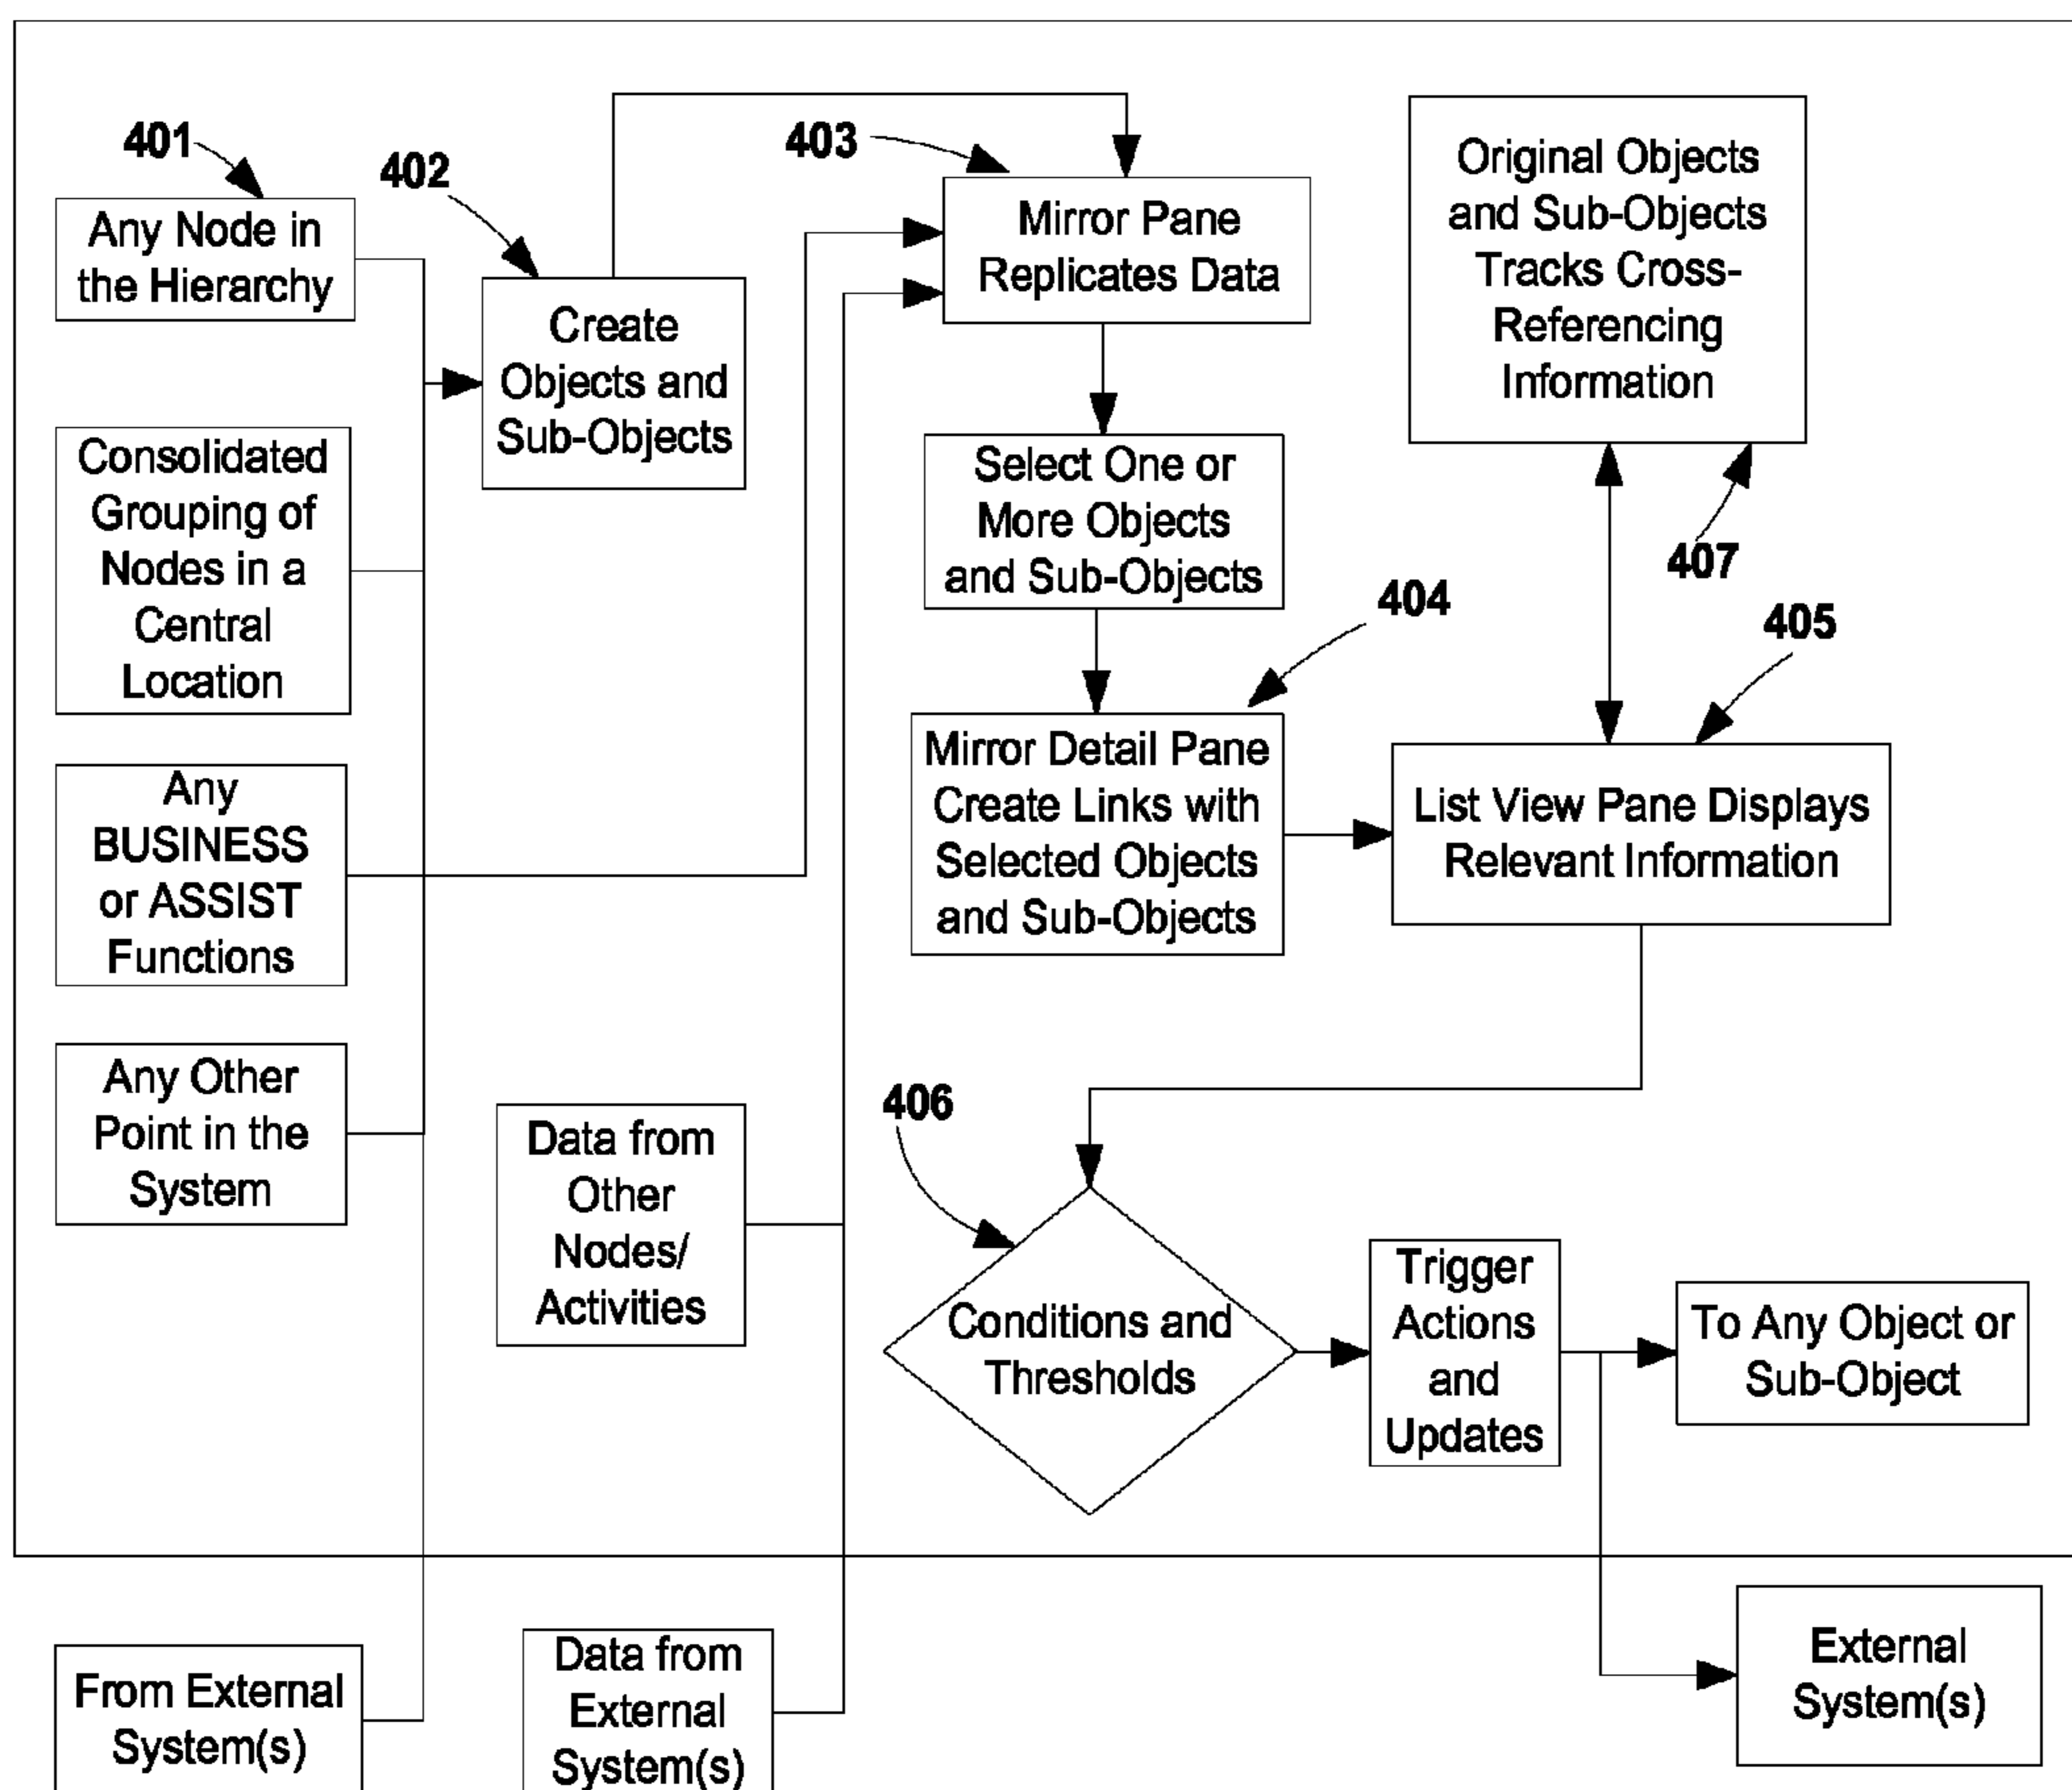 401
Any Node in
the Hierarchy
Consolidated
Grouping of
Nodes in a
Central
Location
Any
BUSINESS
or ASSIST
Functions
Any Other
Point in the
System
From External
System(s)
402
Create
Objects and
Sub-Objects
Data from
Other
Nodes/
Activities
Data from
External
System(s)
403
Mirror Pane
Replicates Data
Select One or
More Objects
and Sub-Objects
404
Mirror Detail Pane
Create Links with
Selected Objects
and Sub-Objects
Original Objects
and Sub-Objects
Tracks Cross-
Referencing
Information
407
405
List View Pane Displays
Relevant Information
406
Conditions and
Thresholds
Trigger
Actions
and
Updates
To Any Object or
Sub-Object
External
System(s)